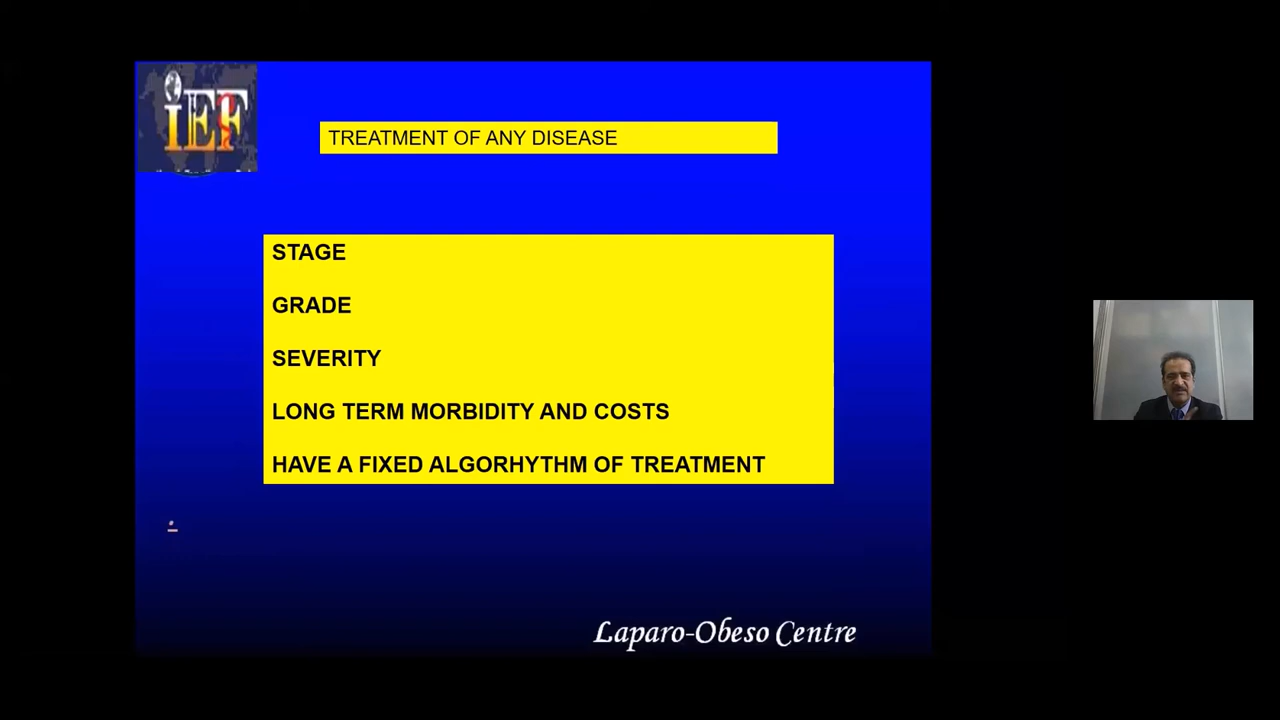 iEF
TREATMENT OF ANY DISEASE
STAGE
GRADE
SEVERITY
LONG TERM MORBIDITY AND COSTS
HAVE A FIXED ALGORHYTHM OF TREATMENT
Laparo-Obeso Centre